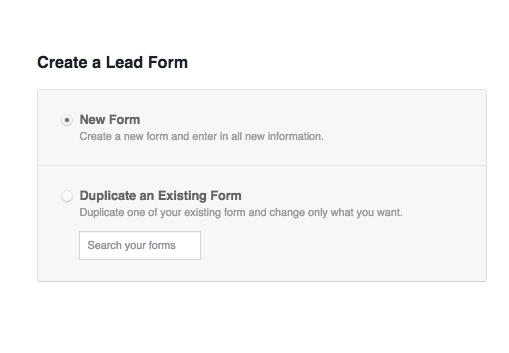 Create a Lead Form
New Form
Create a new form and enter in all new information.
Duplicate an Existing Form
Duplicate one of your existing form and change only what you want.
Search your forms